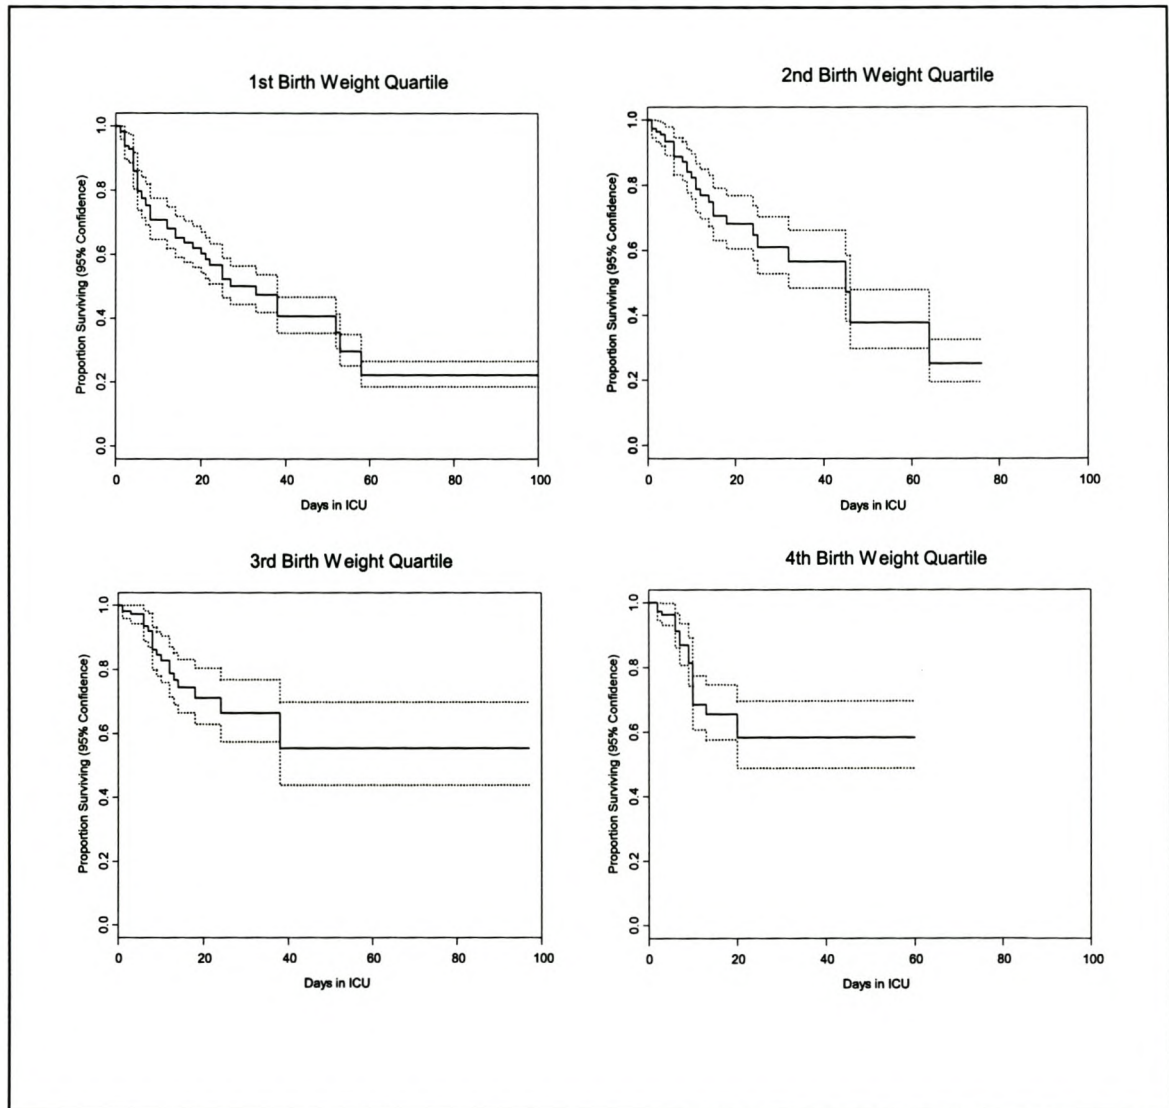 1st Birth Weight Quartile
Proportion Surviving (95% Confidence)
1.0
0.8
0.6
0.4
0.2
0.0
0 20 40 60 80 100
Days in ICU
2nd Birth Weight Quartile
Proportion Surviving (95% Confidence)
1.0
0.8
0.6
0.4
0.2
0.0
0 20 40 60 80 100
Days in ICU
3rd Birth Weight Quartile
Proportion Surviving (95% Confidence)
1.0
0.8
0.6
0.4
0.2
0.0
0 20 40 60 80 100
Days in ICU
4th Birth Weight Quartile
Proportion Surviving (95% Confidence)
1.0
0.8
0.6
0.4
0.2
0.0
0 20 40 60 80 100
Days in ICU